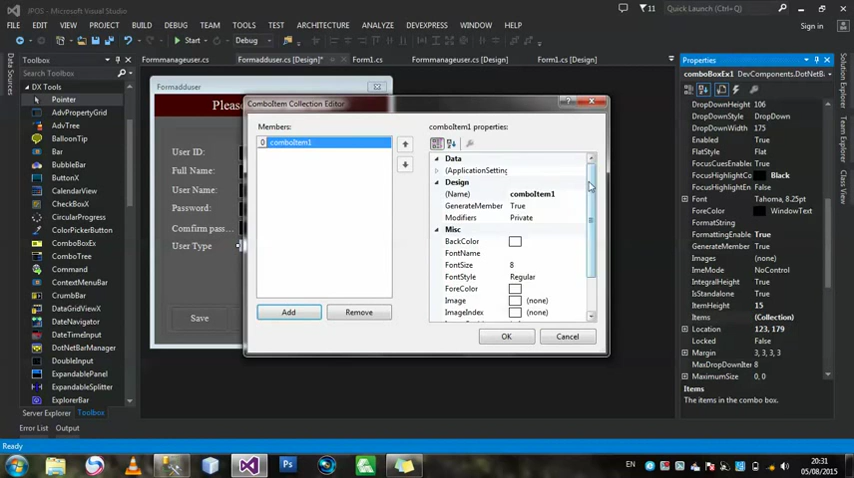 JPOS - Microsoft Visual Studio
11
Quick Launch (Ctrl+Q)
FILE EDIT VIEW PROJECT BUILD DEBUG TEAM TOOLS TEST ARCHITECTURE ANALYZE DEVEXPRESS WINDOW HELP
Sign in
Start Debug
Data Sources
Toolbox
Search Toolbox
DX Tools
Pointer
AdvPropertyGrid
AdvTree
BalloonTip
Bar
BubbleBar
ButtonX
CalendarView
CheckBoxX
CircularProgress
ColorPickerButton
ComboBoxEx
ComboTree
Command
CrumbBar
DataGridViewX
DataNavigator
DateTimeInput
DotNetBarManager
DoubleInput
ExpandablePanel
ExpandableSplitter
ExplorerBar
Server Explorer Toolbox
Error List Output
Formmanageuser.cs Formadduser.cs [Design]* Form1.cs Formmanageuser.cs [Design] Form1.cs [Design]
Formadduser
Pleas
User ID:
Full Name:
User Name:
Password:
Confirm pass...
User Type
Save
ComboItem Collection Editor
Members:
0 comboItem1
Add Remove
comboItem1 properties:
Data
(ApplicationSetting
Design
(Name) comboItem1
GenerateMember True
Modifiers Private
Misc
BackColor
FontName
FontSize 8
FontStyle Regular
ForeColor
Image (none)
ImageIndex (none)
OK Cancel
Properties
comboBoxEx1 DevComponents.DotNetBa
DropDownHeight 106
DropDownStyle DropDown
DropDownWidth 175
Enabled True
FlatStyle Flat
FocusCuesEnabled True
FocusHighlightCo Black
FocusHighlightEn False
Font Tahoma, 8.25pt
ForeColor WindowText
FormatString
FormattingEnabled True
GenerateMember True
Images (none)
ImeMode NoControl
IntegralHeight True
IsStandalone True
ItemHeight 15
Items (Collection)
Location 123, 179
Locked False
Margin 3, 3, 3, 3
MaxDropDownItem 8
MaximumSize 0, 0
Items
The items in the combo box.
Solution Explorer
Team Explorer
Class View
Ready
EN
20:31
05/08/2015